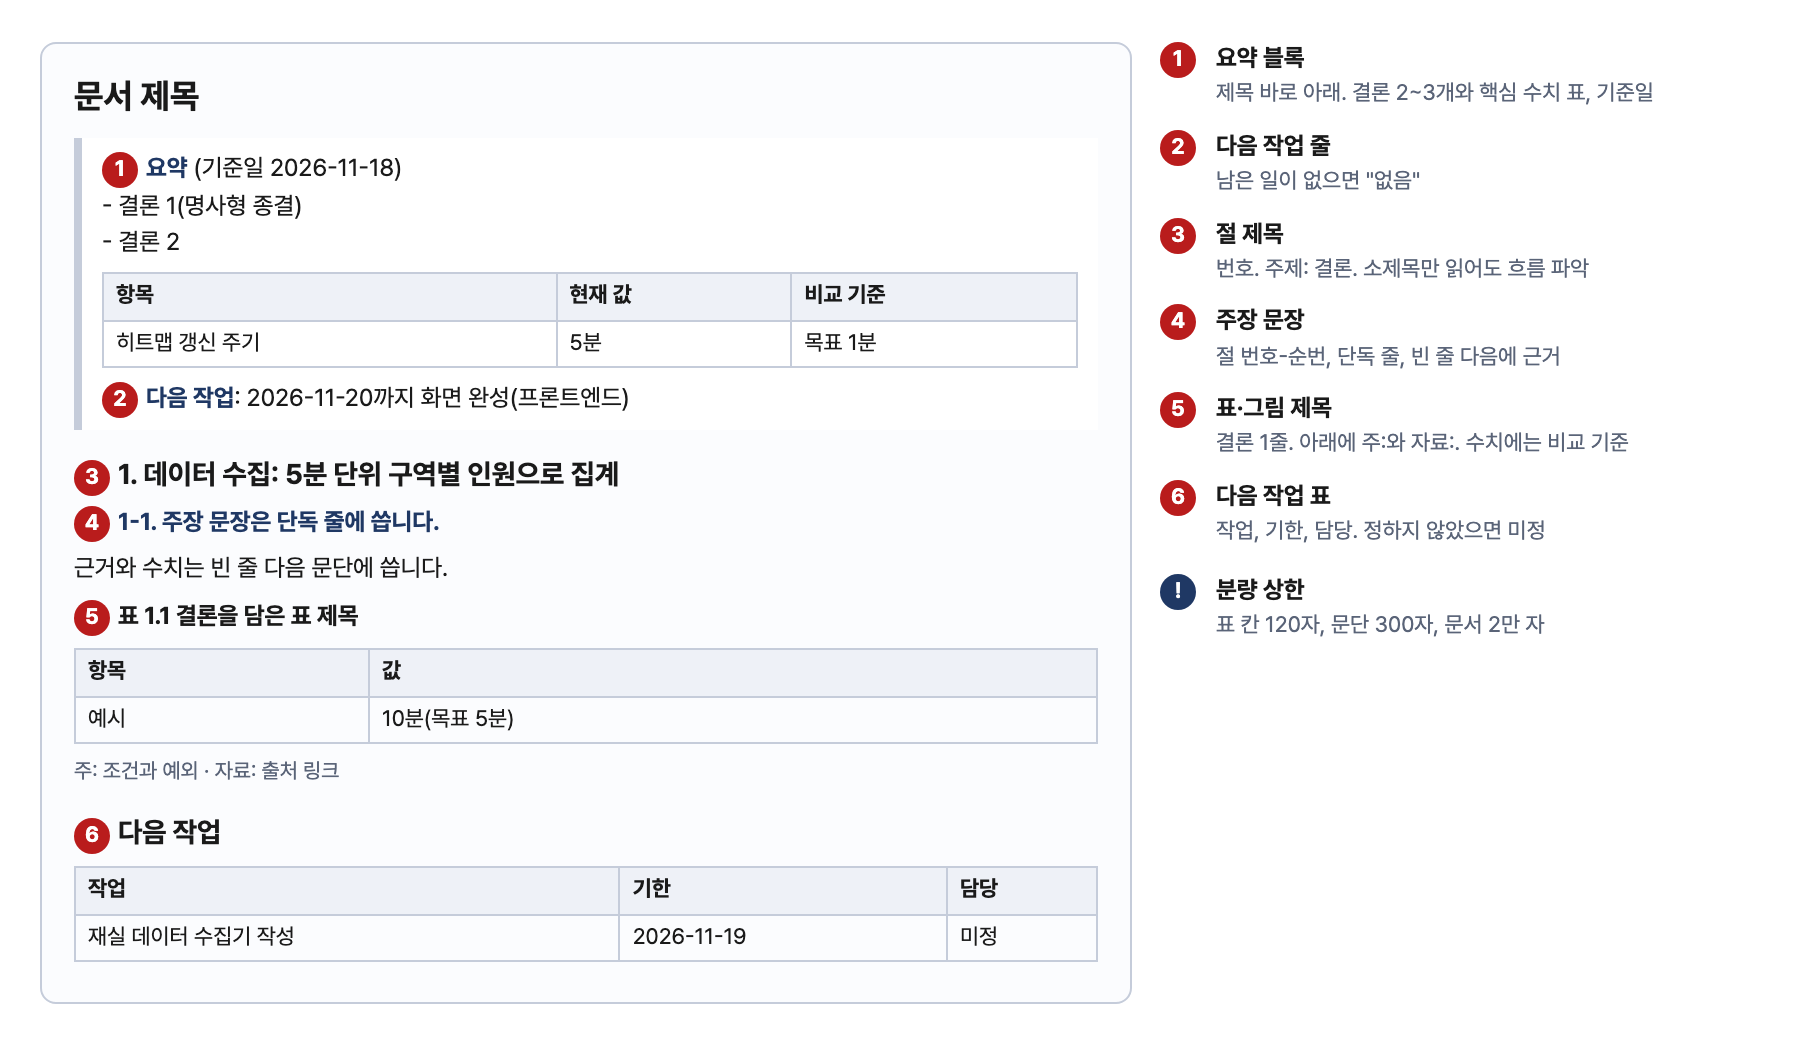 문서 제목
1 요약 (기준일 2026-11-18)
- 결론 1(명사형 종결)
- 결론 2
항목 현재 값 비교 기준
히트맵 갱신 주기 5분 목표 1분
2 다음 작업: 2026-11-20까지 화면 완성(프론트엔드)
3 1. 데이터 수집: 5분 단위 구역별 인원으로 집계
4 1-1. 주장 문장은 단독 줄에 씁니다.
근거와 수치는 빈 줄 다음 문단에 씁니다.
5 표 1.1 결론을 담은 표 제목
항목 값
예시 10분(목표 5분)
주: 조건과 예외 · 자료: 출처 링크
6 다음 작업
작업 기한 담당
재실 데이터 수집기 작성 2026-11-19 미정
1 요약 블록
제목 바로 아래. 결론 2~3개와 핵심 수치 표, 기준일
2 다음 작업 줄
남은 일이 없으면 "없음"
3 절 제목
번호. 주제: 결론. 소제목만 읽어도 흐름 파악
4 주장 문장
절 번호-순번, 단독 줄, 빈 줄 다음에 근거
5 표·그림 제목
결론 1줄. 아래에 주:와 자료:. 수치에는 비교 기준
6 다음 작업 표
작업, 기한, 담당. 정하지 않았으면 미정
! 분량 상한
표 칸 120자, 문단 300자, 문서 2만 자